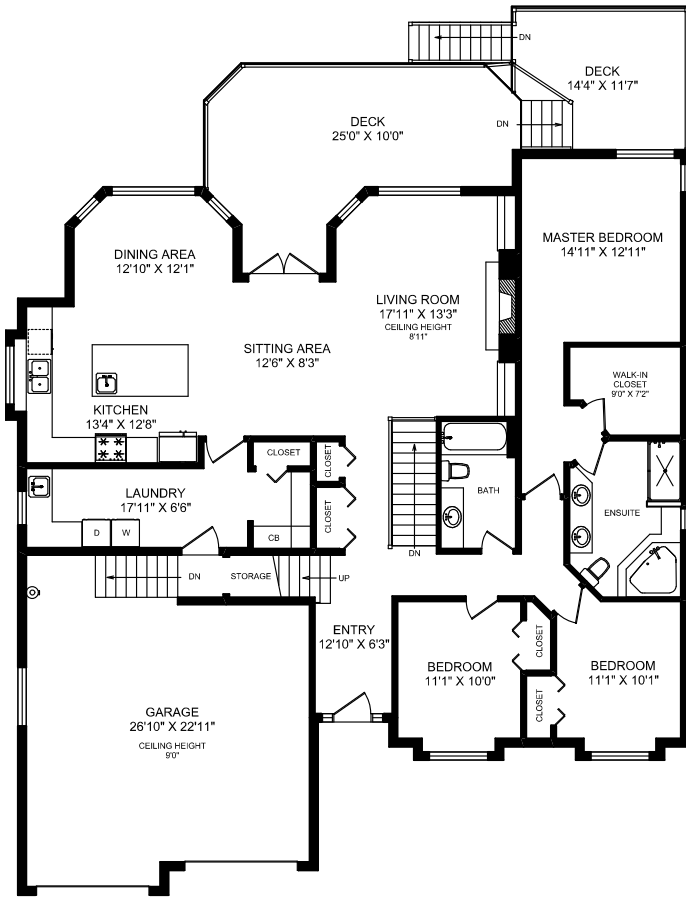 DN
DECK
14'4" X 11'7"
DECK
25'0" X 10'0"
DN
MASTER BEDROOM
14'11" X 12'11"
DINING AREA
12'10" X 12'1"
LIVING ROOM
17'11" X 13'3"
CEILING HEIGHT
8'11"
SITTING AREA
12'6" X 8'3"
WALK-IN
CLOSET
9'0" X 7'2"
KITCHEN
13'4" X 12'8"
CLOSET
CLOSET
LAUNDRY
17'11" X 6'6"
BATH
CLOSET
ENSUITE
D
W
CB
DN
DN
STORAGE
UP
ENTRY
12'10" X 6'3"
BEDROOM
11'1" X 10'0"
CLOSET
BEDROOM
11'1" X 10'1"
CLOSET
GARAGE
26'10" X 22'11"
CEILING HEIGHT
9'0"